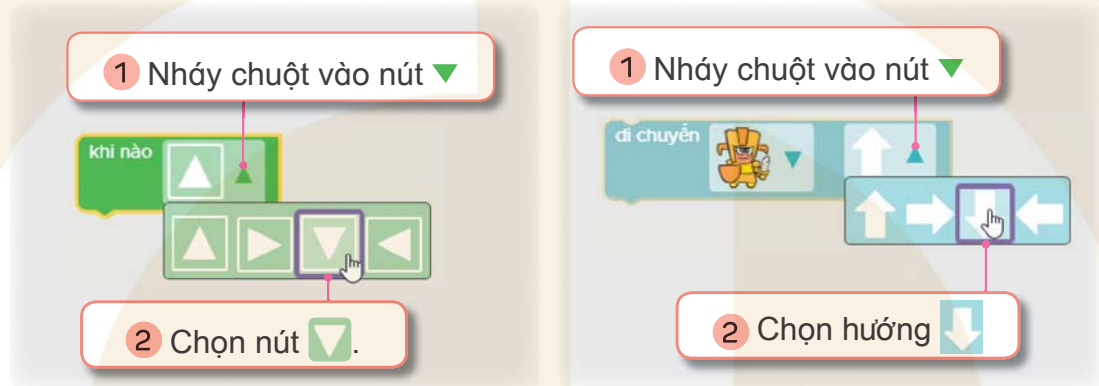 1 Nháy chuột vào nút ▼
khi nào
2 Chọn nút ▽.
1 Nháy chuột vào nút ▼
di chuyển
2 Chọn hướng ⬇